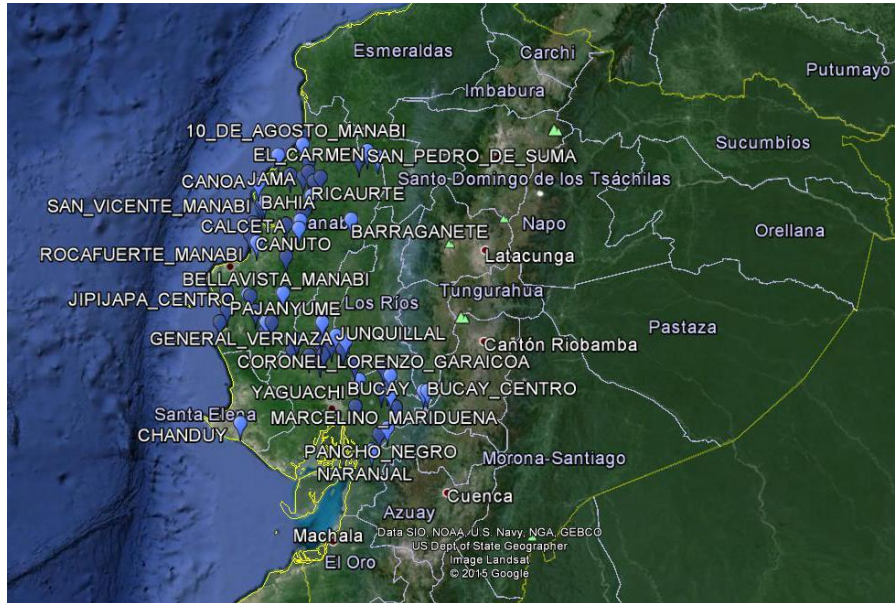 Esmeraldas
Carchi
Putumayo
Imbabura
10_DE_AGOSTO_MANABI
Sucumbíos
EL_CARMEN
SAN_PEDRO_DE_SUMA
CANOA
JAMA
RICAURTE
Santo-Domingo de los Tsáchilas
SAN_VICENTE_MANABI
BAHIA
CALCETA
BARRAGANETE
Napo
Orellana
ROCAFUERTE_MANABI
CANUTO
Latacunga
BELLAVISTA_MANABI
Tungurahua
JIPIJAPA_CENTRO
PAJAN
YUME
Los Ríos
Pastaza
GENERAL_VERNAZA
JUNQUILLAL
Cantón Riobamba
CORONEL_LORENZO_GARAICOA
YAGUACHI
BUCAY
BUCAY_CENTRO
Santa Elena
MARCELINO_MARIDUENA
CHANDUY
PANCHO_NEGRO
Morona-Santiago
NARANJAL
Cuenca
Azuay
Machala
Data SIO, NOAA, U.S. Navy, NGA, GEBCO
US Dept of State Geographer
El Oro
Image Landsat
© 2015 Google